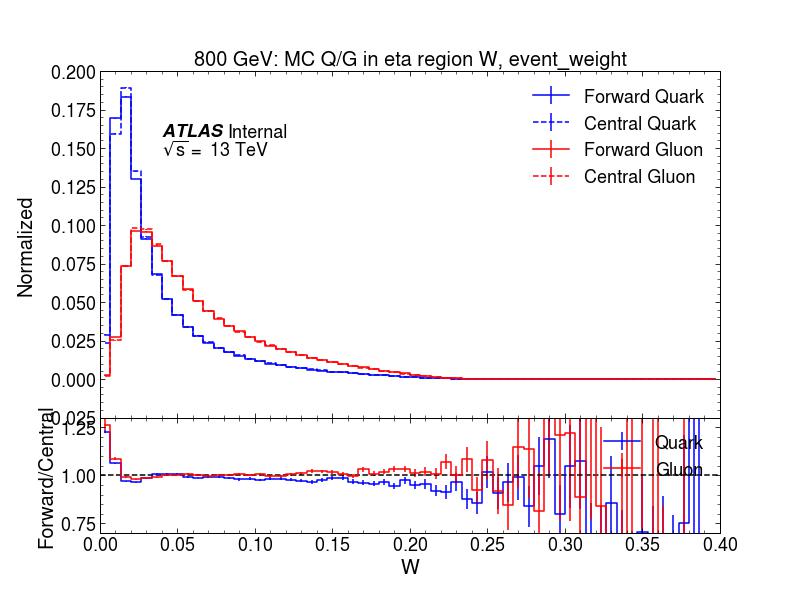 800 GeV: MC Q/G in eta region W, event_weight
0.200
0.175
0.150
0.125
0.100
0.075
0.050
0.025
0.000
0.025
Normalized
ATLAS Internal
√s = 13 TeV
Forward Quark
Central Quark
Forward Gluon
Central Gluon
1.25
1.00
0.75
Forward/Central
Quark
Gluon
0.00 0.05 0.10 0.15 0.20 0.25 0.30 0.35 0.40
W